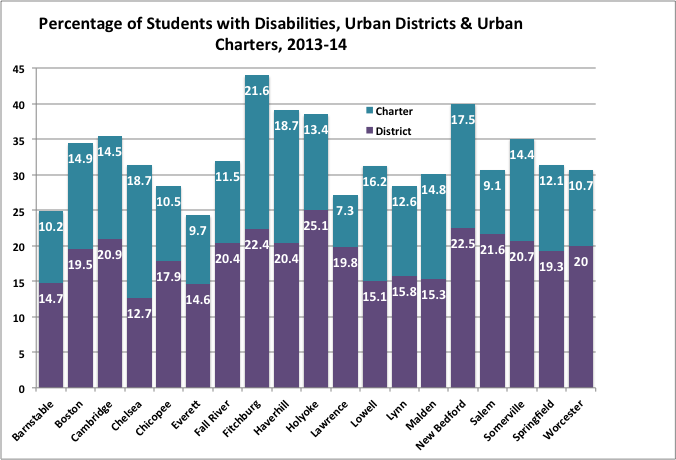 Percentage of Students with Disabilities, Urban Districts & Urban
Charters, 2013-14
45
40
35
30
25
20
15
10
5
0
Charter
District
10.2
14.9
14.5
18.7
10.5
9.7
11.5
21.6
18.7
13.4
7.3
16.2
12.6
14.8
17.5
9.1
14.4
12.1
10.7
14.7
19.5
20.9
12.7
17.9
14.6
20.4
22.4
20.4
25.1
19.8
15.1
15.8
15.3
22.5
21.6
20.7
19.3
20
Barnstable
Boston
Cambridge
Chelsea
Chicopee
Everett
Fall River
Fitchburg
Haverhill
Holyoke
Lawrence
Lowell
Lynn
Malden
New Bedford
Salem
Somerville
Springfield
Worcester